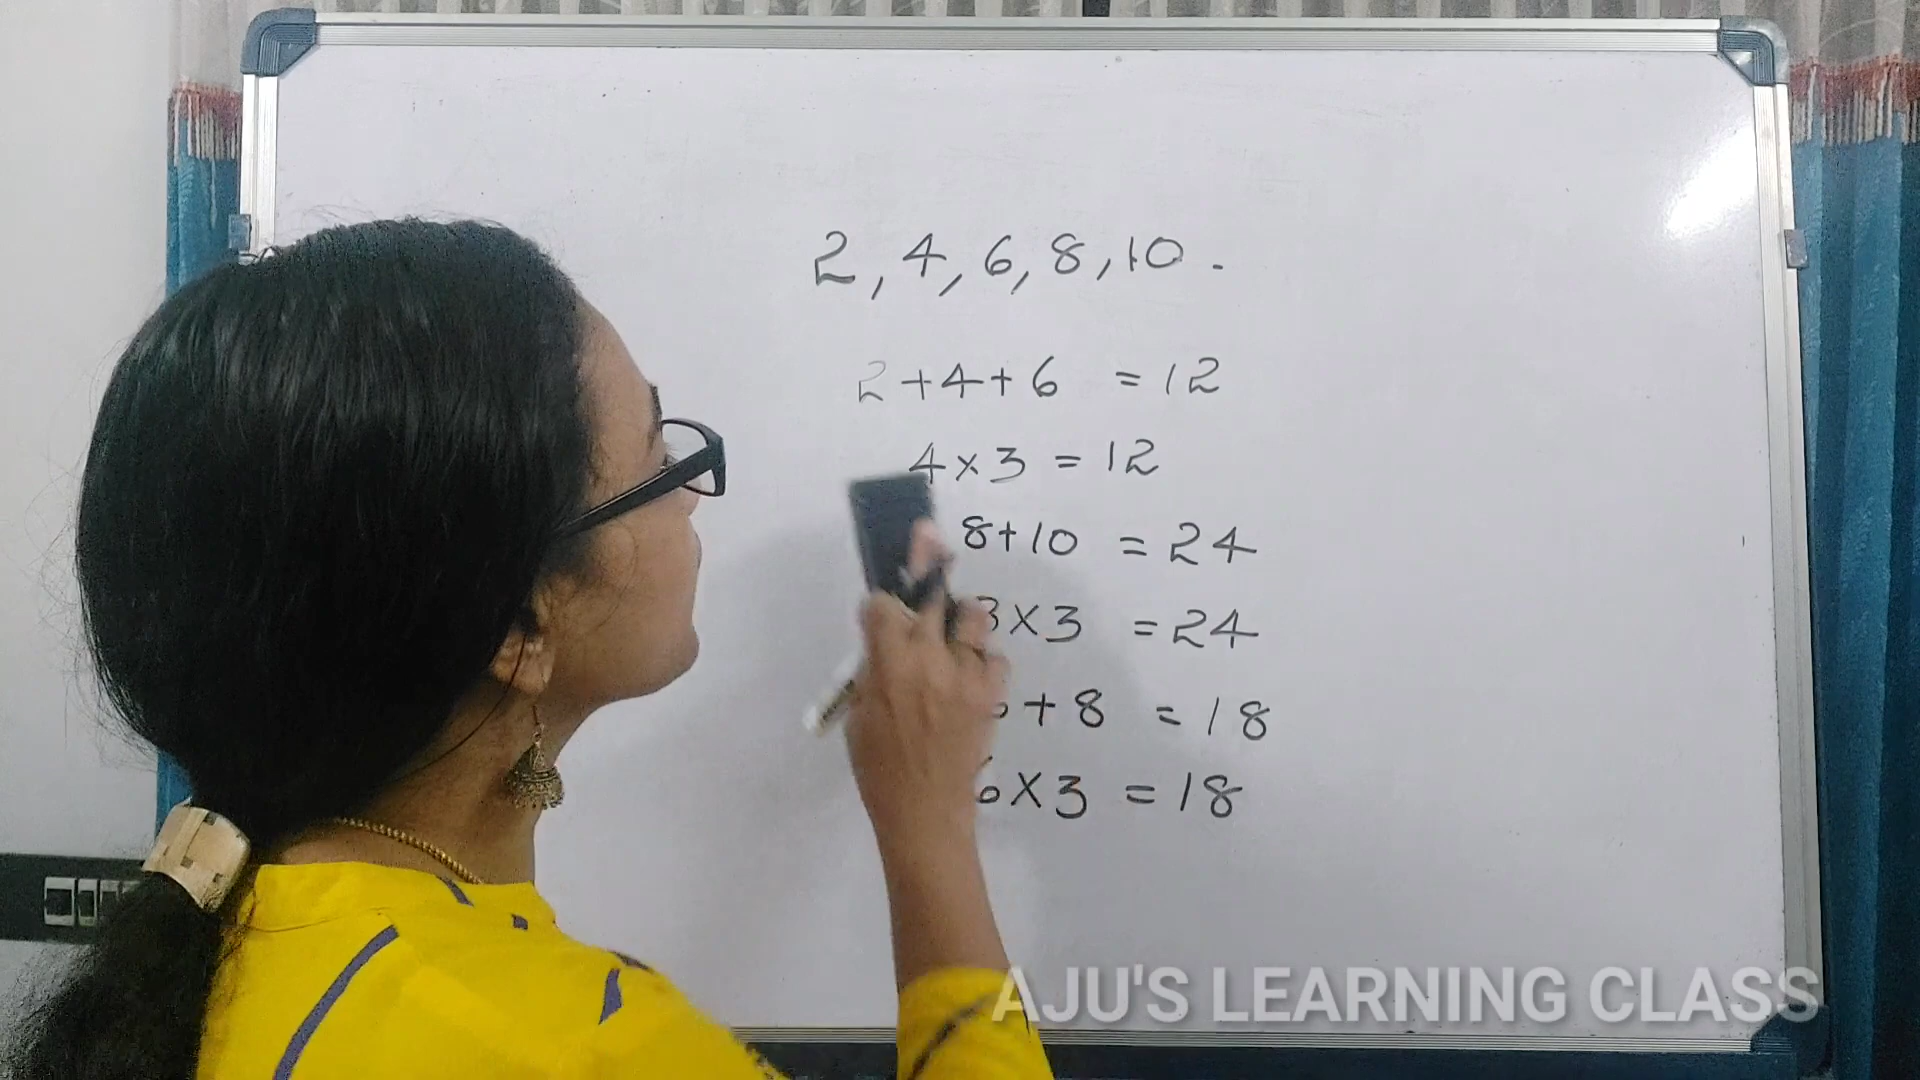 2, 4, 6, 8, 10.
2+4+6 = 12
4×3 = 12
8+10 = 24
8×3 = 24
+8 = 18
6×3 = 18
AJU'S LEARNING CLASS